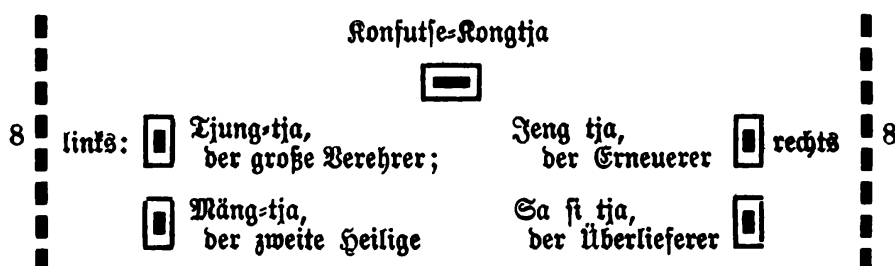 Konfutse=Kongtja
8 links: Tjung=tja, Jeng tja, rechts 8
der große Verehrer; der Erneuerer
Mäng=tja, Sa si tja,
der zweite Heilige der Überlieferer